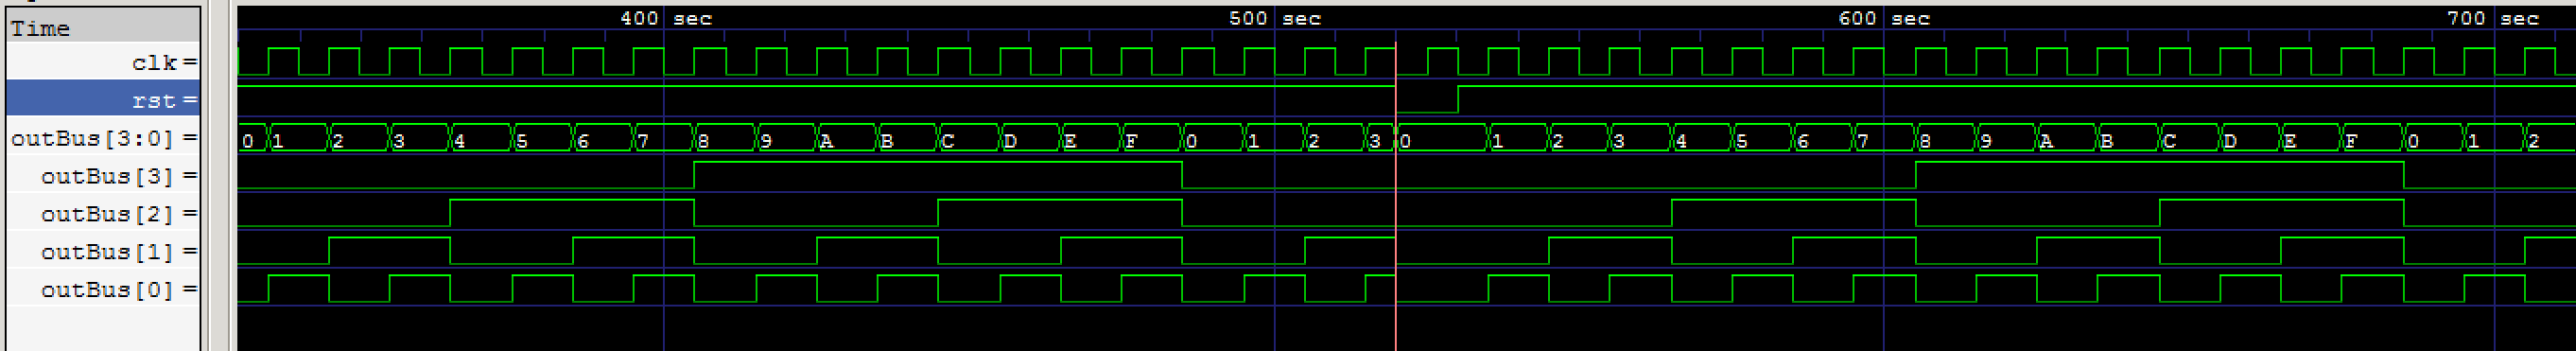 400 sec 500 sec 600 sec 700 sec
Time
clk=
rst=
outBus[3:0]= 0 1 2 3 4 5 6 7 8 9 A B C D E F 0 1 2 3 0 1 2 3 4 5 6 7 8 9 A B C D E F 0 1 2
outBus[3]=
outBus[2]=
outBus[1]=
outBus[0]=